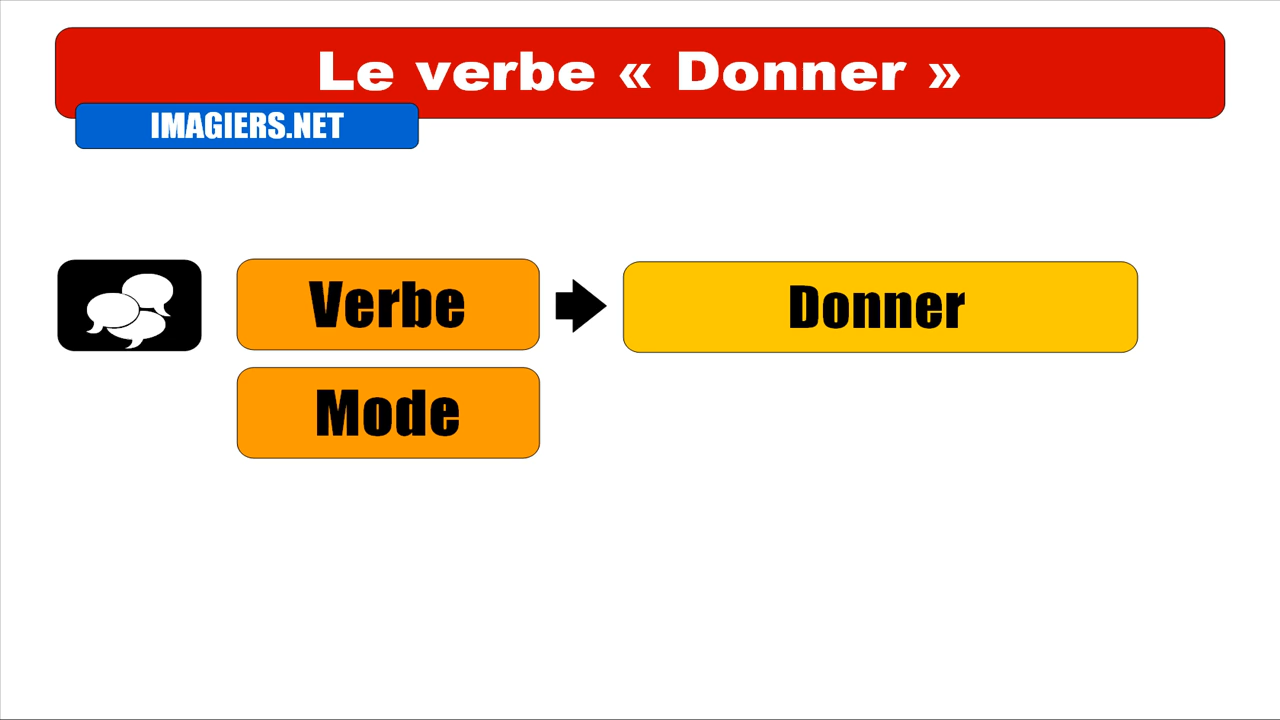 Le verbe « Donner »
IMAGIERS.NET
Verbe
Donner
Mode